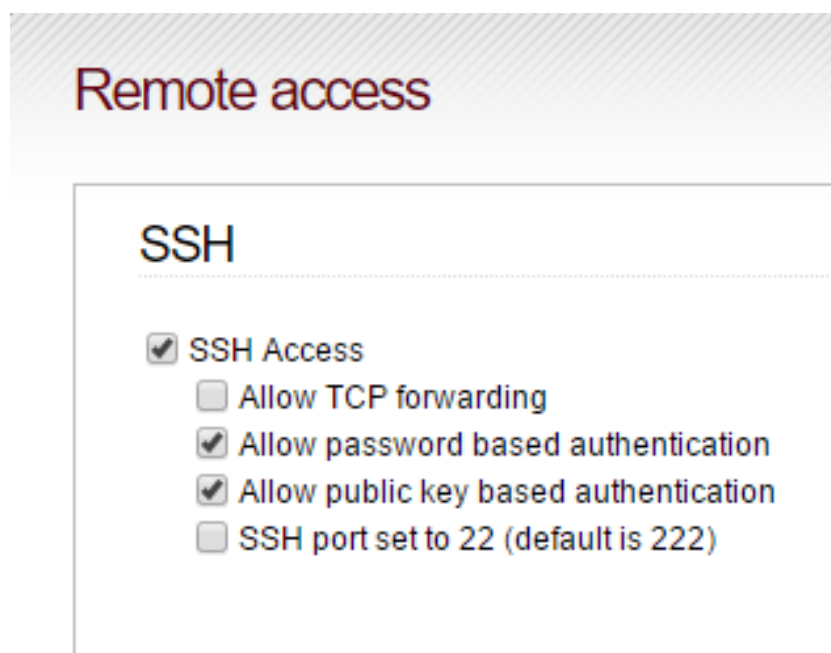 Remote access
SSH
SSH Access
Allow TCP forwarding
Allow password based authentication
Allow public key based authentication
SSH port set to 22 (default is 222)